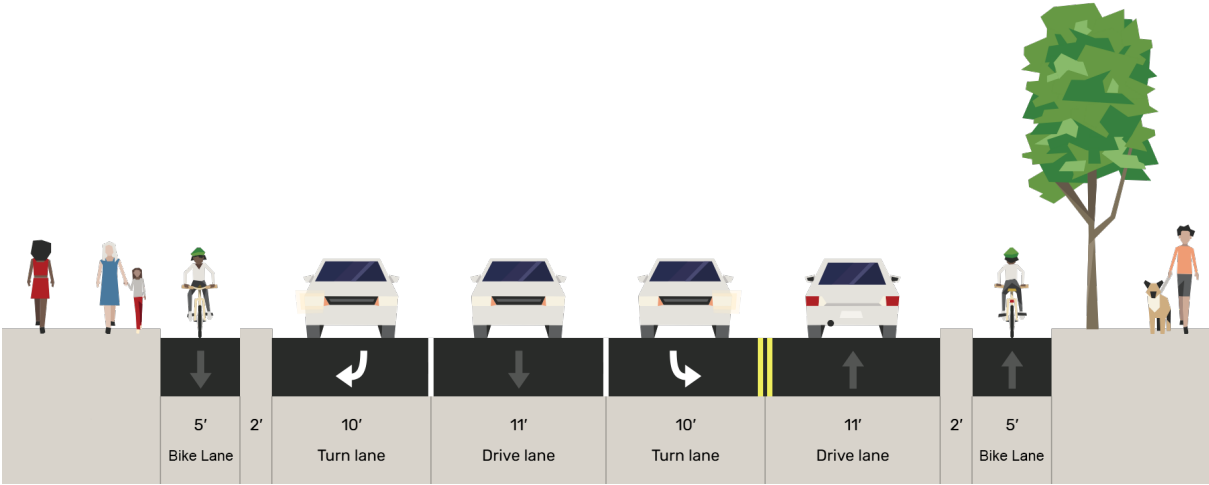 5′ 2′ 10′ 11′ 10′ 11′ 2′ 5′
Bike Lane Turn lane Drive lane Turn lane Drive lane Bike Lane